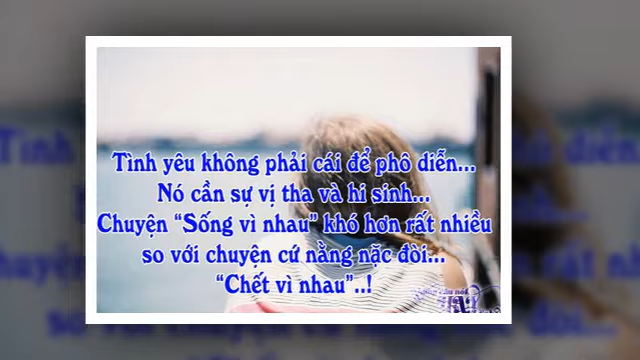 Tình yêu không phải cái để phô diễn...
Nó cần sự vị tha và hi sinh...
Chuyện “Sống vì nhau” khó hơn rất nhiều
so với chuyện cứ nằng nặc đòi...
“Chết vì nhau”..!